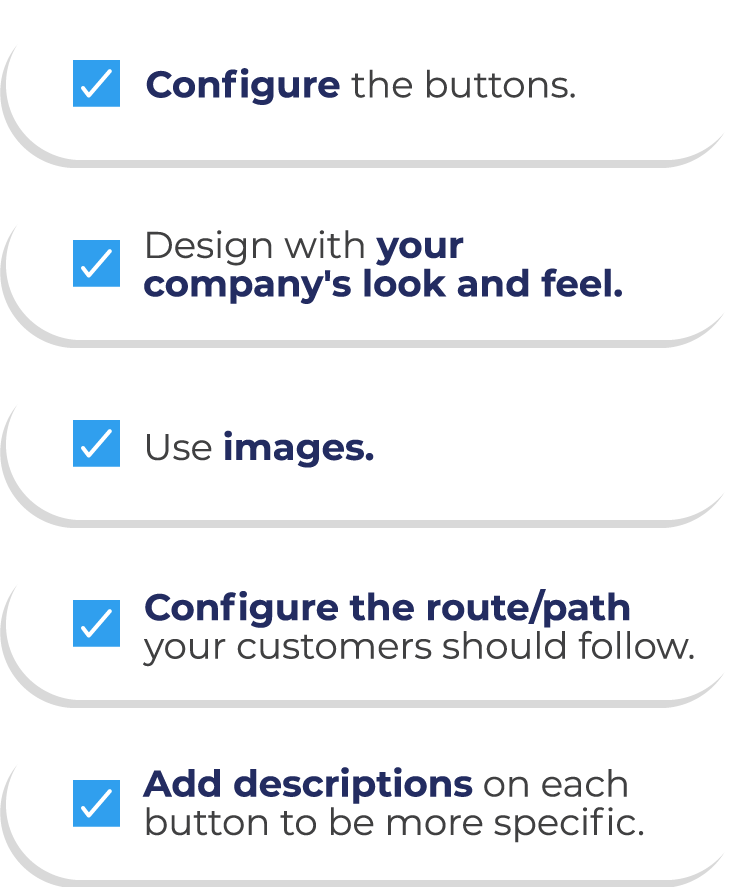 Configure the buttons.
Design with your
company's look and feel.
Use images.
Configure the route/path
your customers should follow.
Add descriptions on each
button to be more specific.